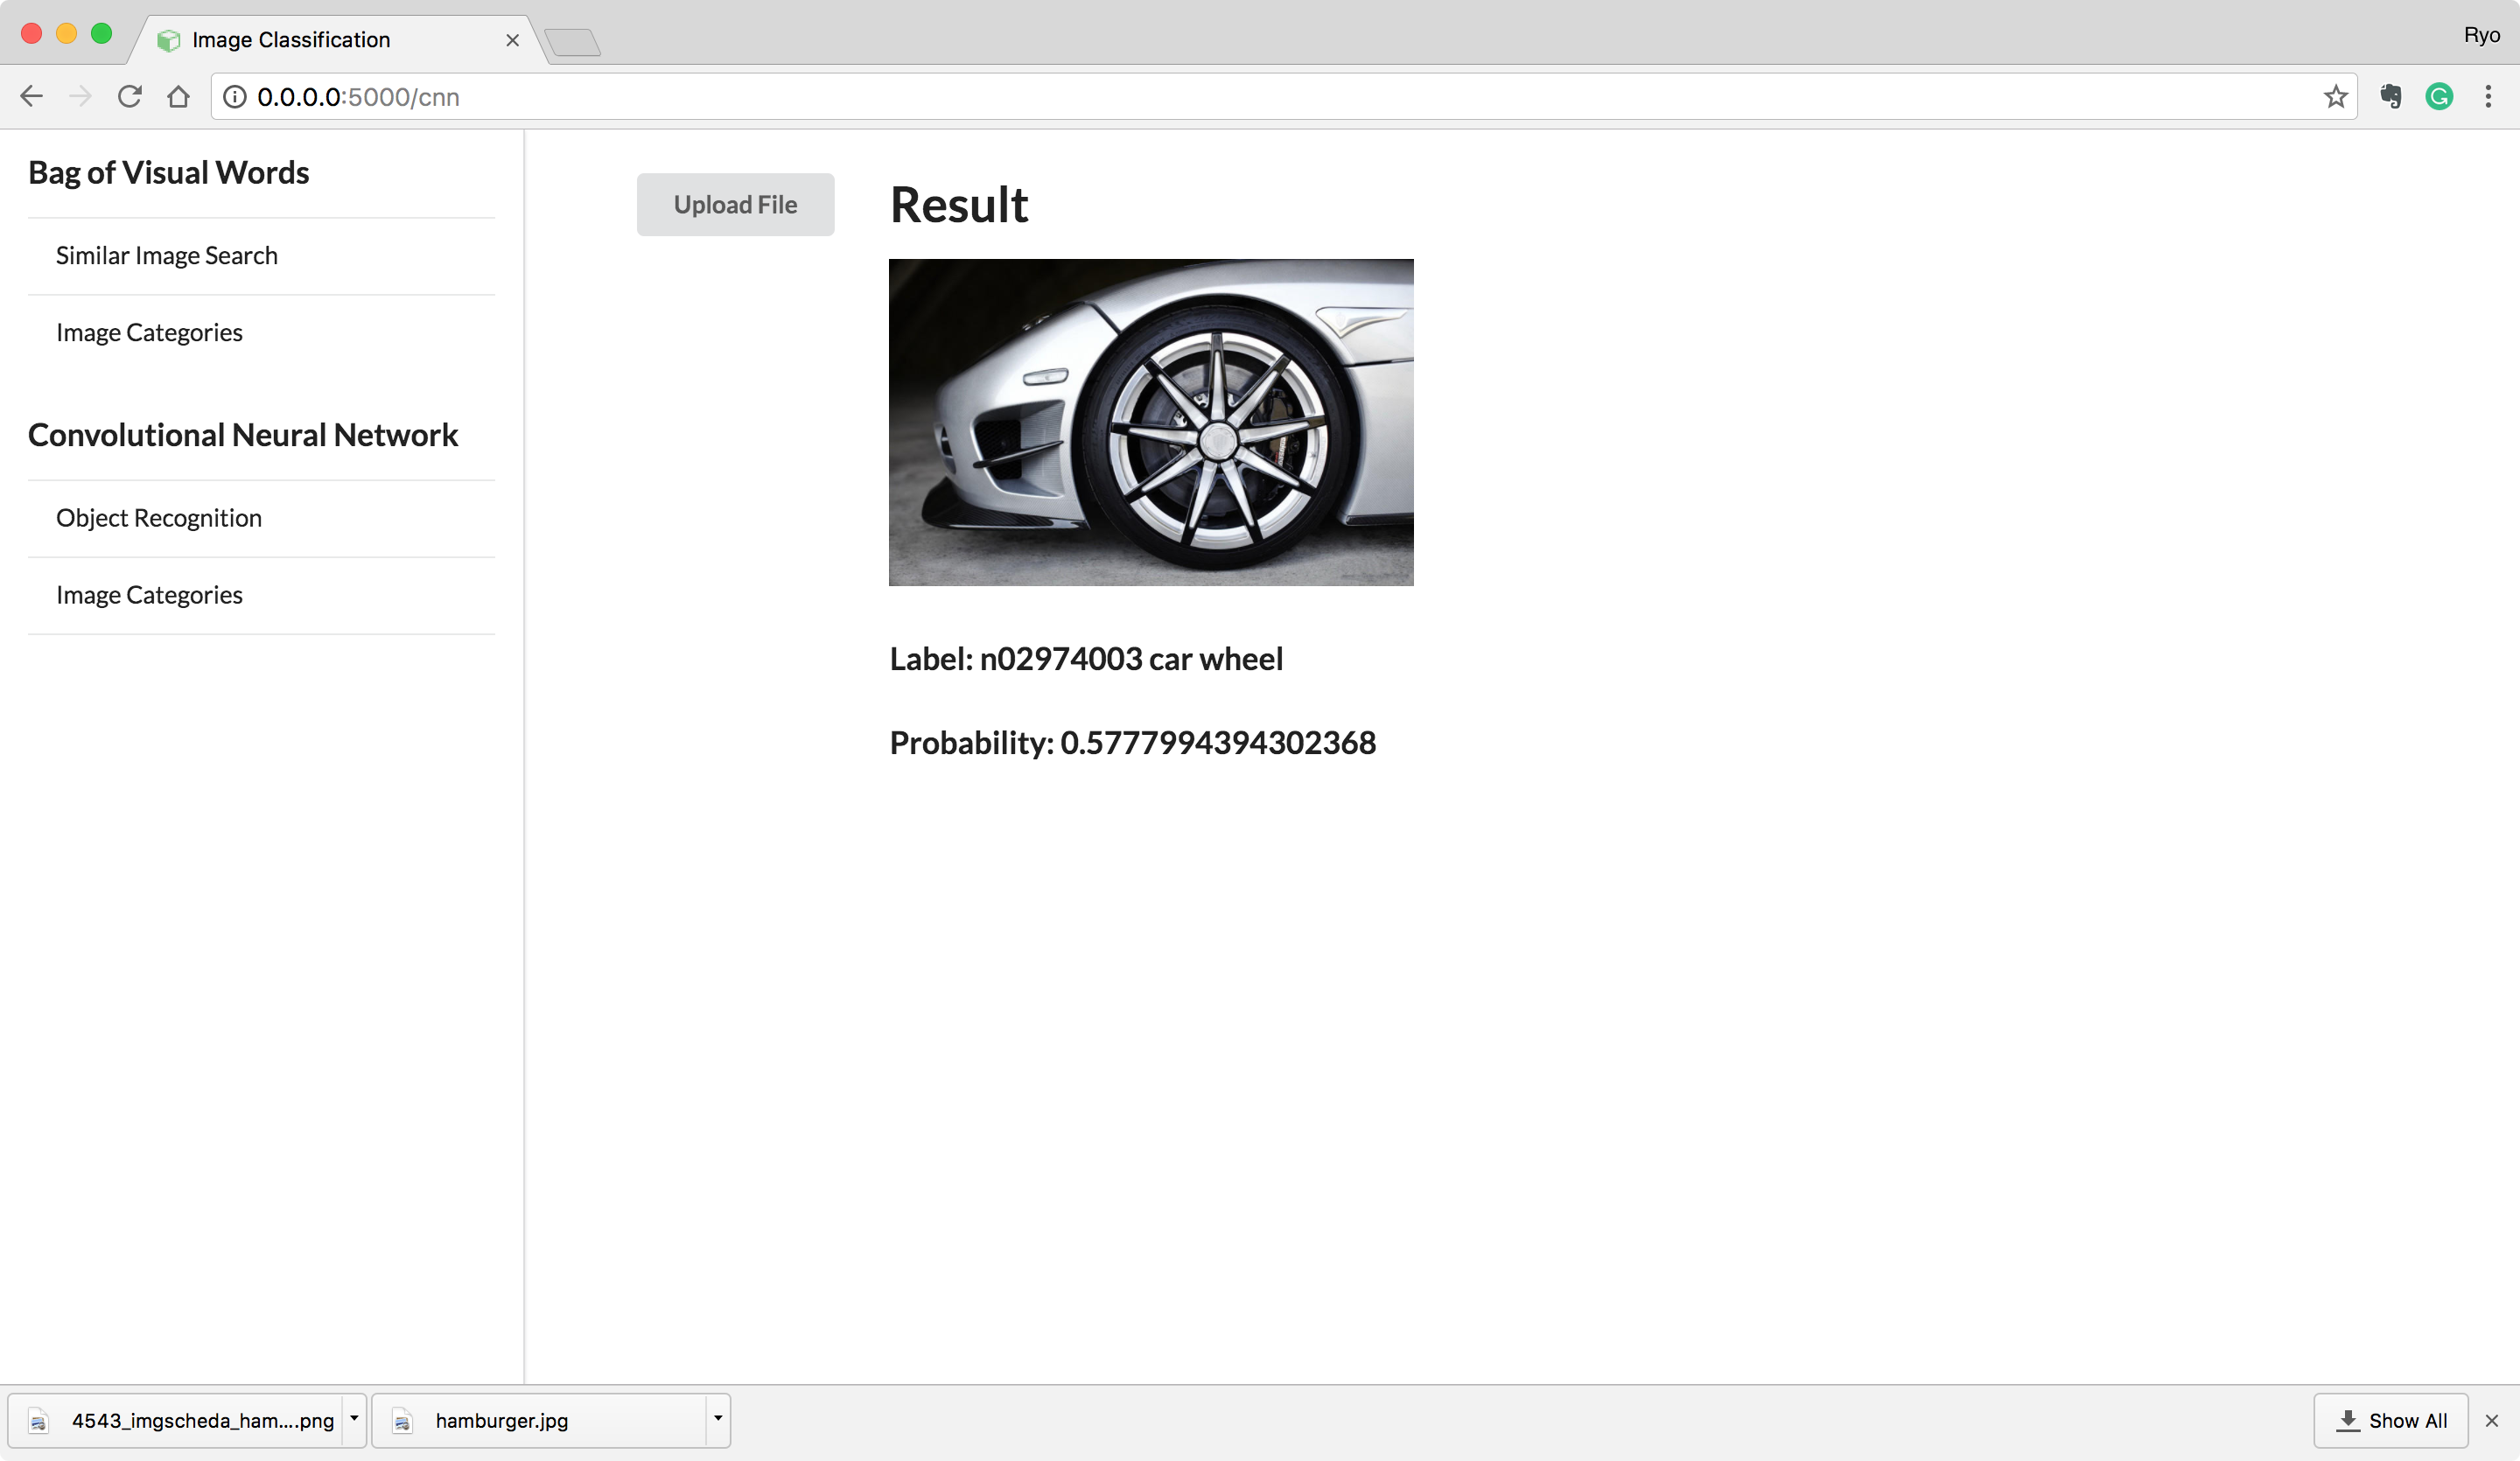 Image Classification
Ryo
0.0.0.0:5000/cnn
Bag of Visual Words
Similar Image Search
Image Categories
Convolutional Neural Network
Object Recognition
Image Categories
Upload File
Result
Label: n02974003 car wheel
Probability: 0.5777994394302368
4543_imgscheda_ham....png
hamburger.jpg
Show All